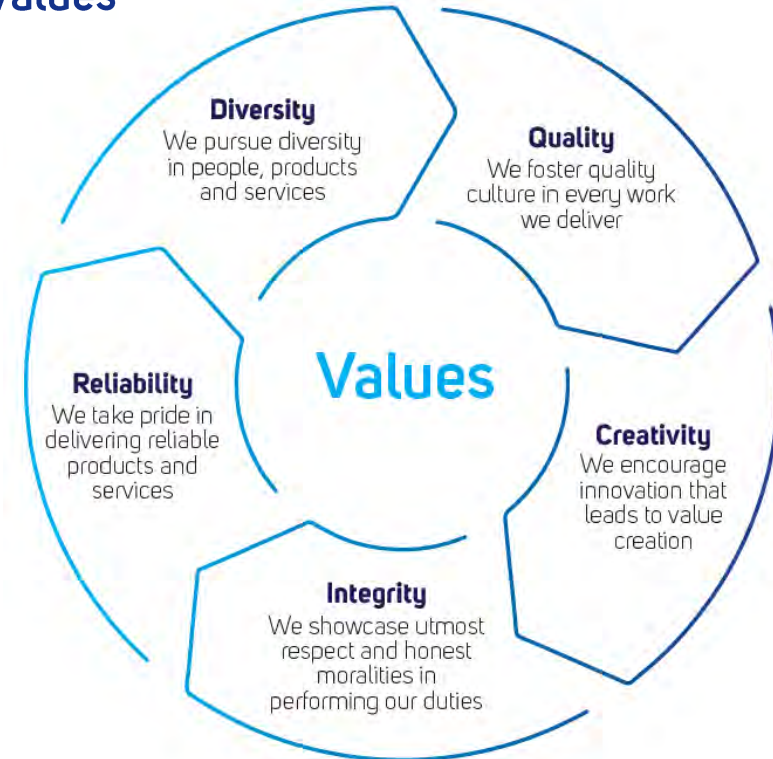 Values
Diversity
We pursue diversity
in people, products
and services
Quality
We foster quality
culture in every work
we deliver
Values
Reliability
We take pride in
delivering reliable
products and
services
Creativity
We encourage
innovation that
leads to value
creation
Integrity
We showcase utmost
respect and honest
moralities in
performing our duties